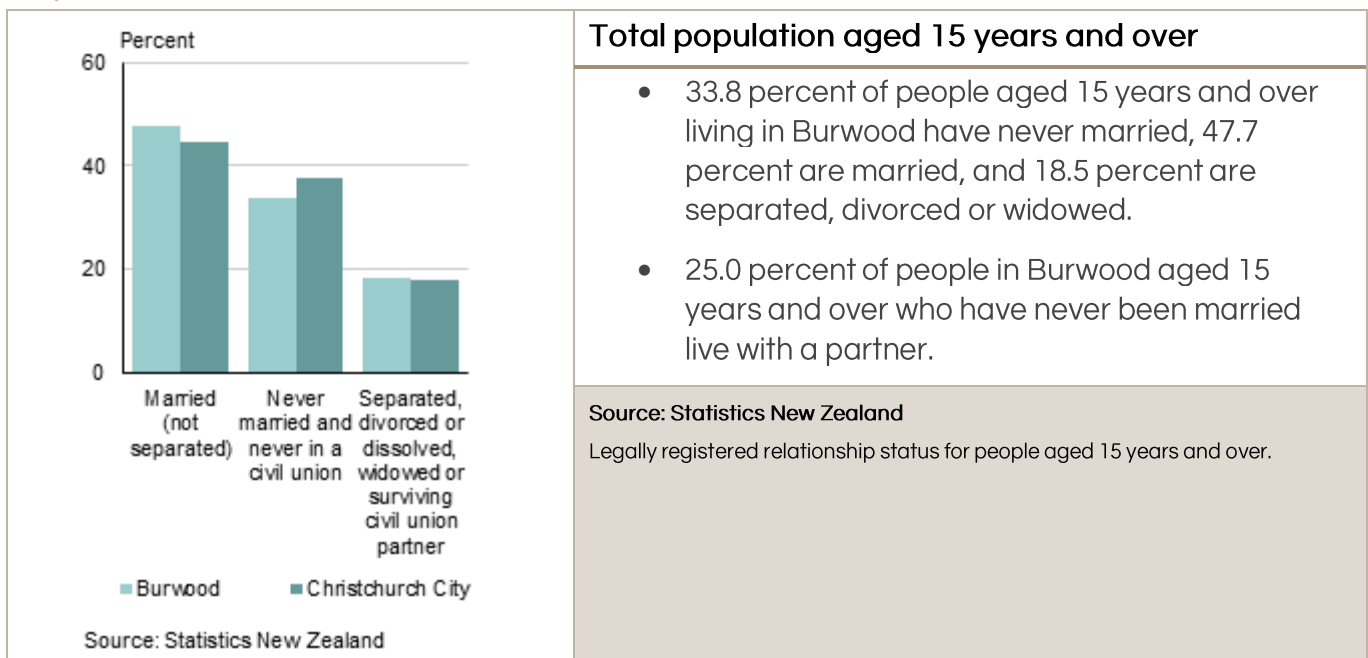 Percent
60
40
20
0
Married
(not
separated)
Never
married and
never in a
civil union
Separated,
divorced or
dissolved,
widowed or
surviving
civil union
partner
Burwood
Christchurch City
Source: Statistics New Zealand
Total population aged 15 years and over
• 33.8 percent of people aged 15 years and over
living in Burwood have never married, 47.7
percent are married, and 18.5 percent are
separated, divorced or widowed.
• 25.0 percent of people in Burwood aged 15
years and over who have never been married
live with a partner.
Source: Statistics New Zealand
Legally registered relationship status for people aged 15 years and over.